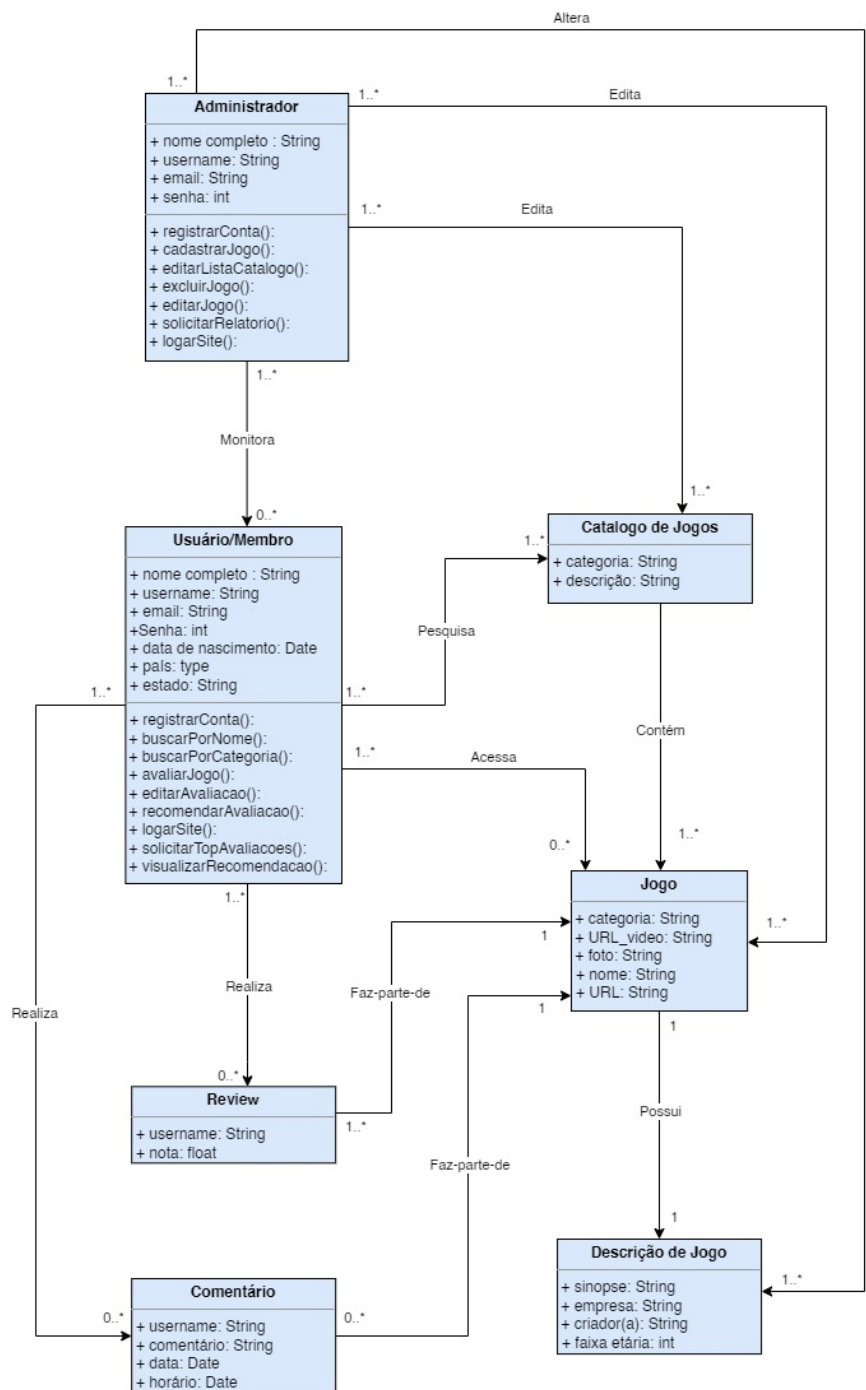 Altera
1..*
Administrador
+ nome completo : String
+ username: String
+ email: String
+ senha: int
+ registrarConta():
+ cadastrarJogo():
+ editarListaCatalogo():
+ excluirJogo():
+ editarJogo():
+ solicitarRelatorio():
+ logarSite():
1..*
Edita
1..*
Edita
1..*
Monitora
0..*
1..*
Usuário/Membro
+ nome completo : String
+ username: String
+ email: String
+Senha: int
+ data de nascimento: Date
+ país: type
+ estado: String
+ registrarConta():
+ buscarPorNome():
+ buscarPorCategoria():
+ avaliarJogo():
+ editarAvaliacao():
+ recomendarAvaliacao():
+ logarSite():
+ solicitarTopAvaliacoes():
+ visualizarRecomendacao():
1..*
Catalogo de Jogos
+ categoria: String
+ descrição: String
Pesquisa
1..*
1..*
Contém
1..*
Acessa
0..*
1..*
Jogo
+ categoria: String
+ URL_video: String
+ foto: String
+ nome: String
+ URL: String
1..*
1..*
1
Realiza
Faz-parte-de
Realiza
1
1
0..*
Review
+ username: String
+ nota: float
1..*
Possui
Faz-parte-de
1
Descrição de Jogo
+ sinopse: String
+ empresa: String
+ criador(a): String
+ faixa etária: int
1..*
0..*
Comentário
+ username: String
+ comentário: String
+ data: Date
+ horário: Date
0..*